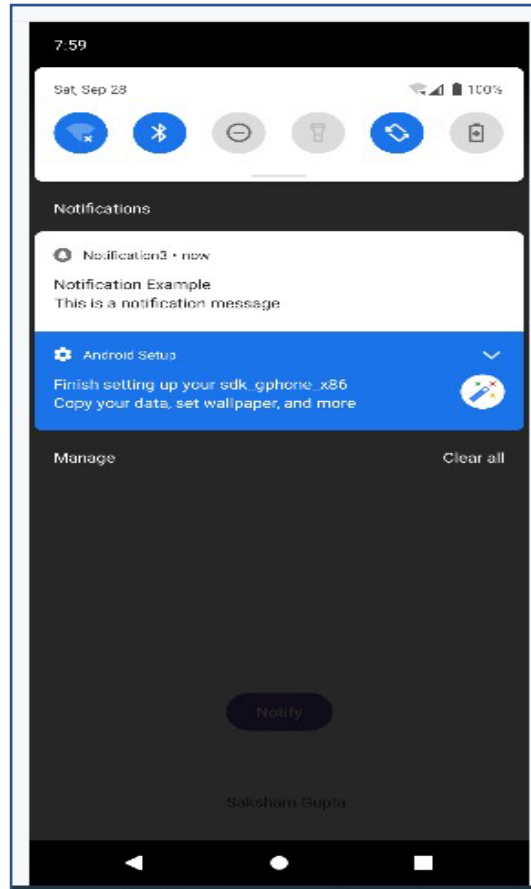 7:59
Sat, Sep 28
100%
Notifications
Notification3 • now
Notification Example
This is a notification message
Android Setup
Finish setting up your sdk_gphone_x86
Copy your data, set wallpaper, and more
Manage
Clear all
Notify
Saksham Gupta